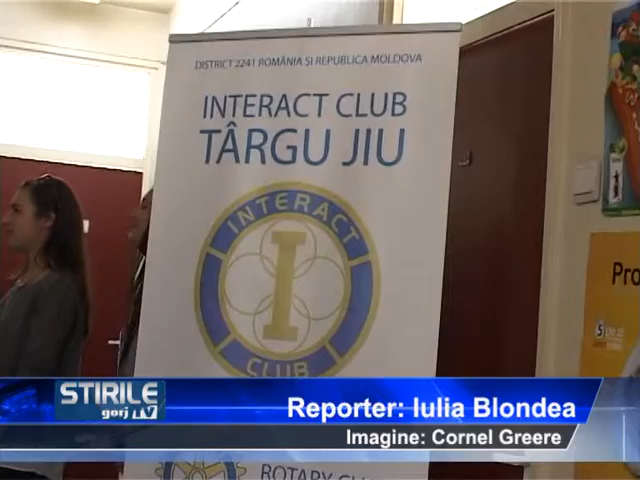 DISTRICT 2241 ROMÂNIA ȘI REPUBLICA MOLDOVA
INTERACT CLUB
TÂRGU JIU
INTERACT
I
CLUB
Pro
STIRILE
gorj TV
Reporter: Iulia Blondea
Imagine: Cornel Greere
ROTARY CLUB